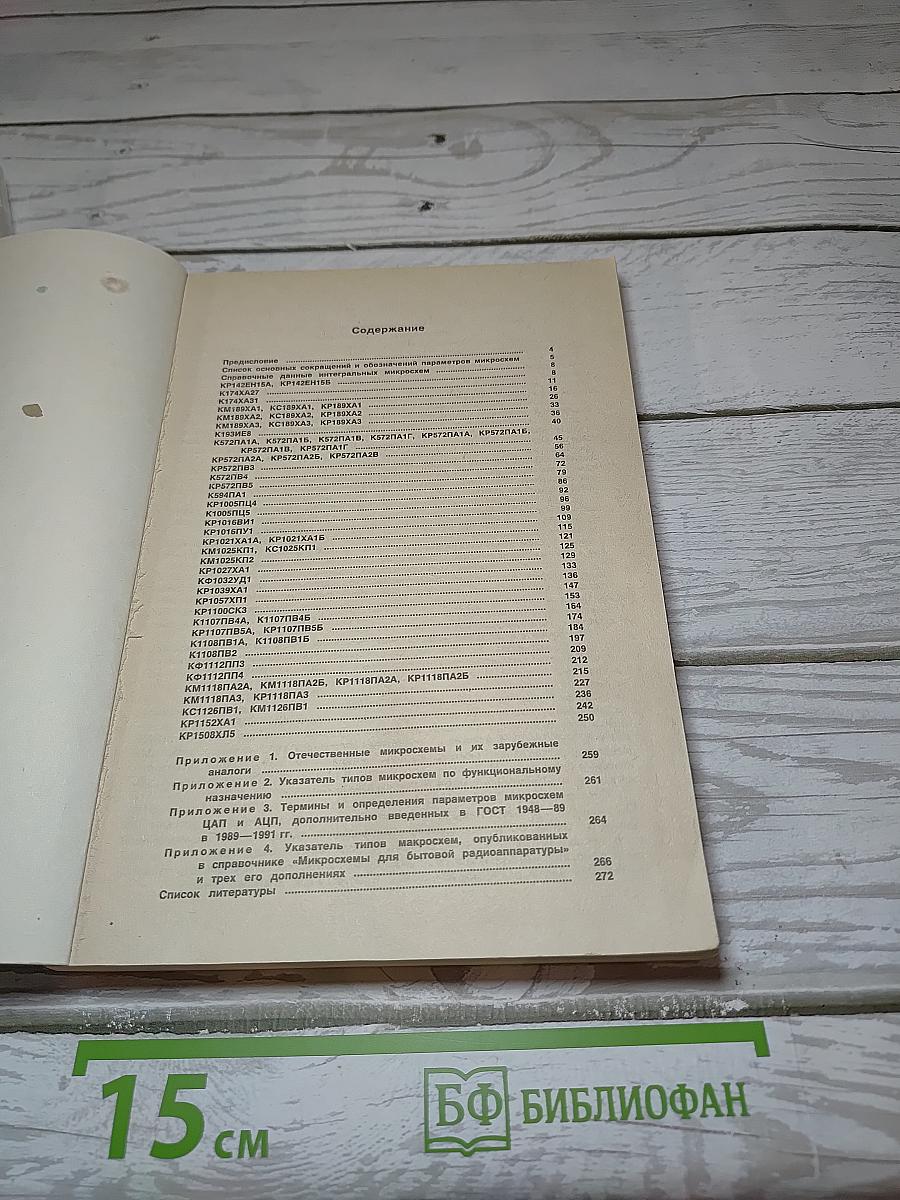 Содержание
Предисловие 4
Список основных сокращений и обозначений параметров микросхем 5
Справочные данные интегральных микросхем 8
КР142ЕН15А, КР142ЕН15Б 8
К174ХА27 11
К174ХА31 16
КМ189ХА1, КС189ХА1, КР189ХА1 26
КМ189ХА2, КС189ХА2, КР189ХА2 33
КМ189ХА3, КС189ХА3, КР189ХА3 36
К193ИЕ8 40
К572ПА1А, К572ПА1Б, К572ПА1В, К572ПА1Г, КР572ПА1А, КР572ПА1Б,
КР572ПА1В, КР572ПА1Г 45
КР572ПА2А, КР572ПА2Б, КР572ПА2В 56
КР572ПВ3 64
К572ПВ4 72
КР572ПВ5 79
К594ПА1 86
КР1005ПЦ4 92
К1005ПЦ5 96
КР1016ВИ1 99
КР1016ПУ1 109
КР1021ХА1А, КР1021ХА1Б 115
КМ1025КП1, КС1025КП1 121
КМ1025КП2 125
КР1027ХА1 129
КФ1032УД1 133
КР1039ХА1 136
КР1057ХП1 147
КР1100СК3 153
К1107ПВ4А, К1107ПВ4Б 164
КР1107ПВ5А, КР1107ПВ5Б 174
К1108ПВ1А, К1108ПВ1Б 184
К1108ПВ2 197
КФ1112ПП3 209
КФ1112ПП4 212
КМ1118ПА2А, КМ1118ПА2Б, КР1118ПА2А, КР1118ПА2Б 215
КМ1118ПА3, КР1118ПА3 227
КС1126ПВ1, КМ1126ПВ1 236
КР1152ХА1 242
КР1508ХЛ5 250
Приложение 1. Отечественные микросхемы и их зарубежные
аналоги 259
Приложение 2. Указатель типов микросхем по функциональному
назначению 261
Приложение 3. Термины и определения параметров микросхем
ЦАП и АЦП, дополнительно введенных в ГОСТ 1948—89
в 1989—1991 гг. 264
Приложение 4. Указатель типов макросхем, опубликованных
в справочнике «Микросхемы для бытовой радиоаппаратуры»
и трех его дополнениях 266
Список литературы 272
15 см
БФ БИБЛИОФАН